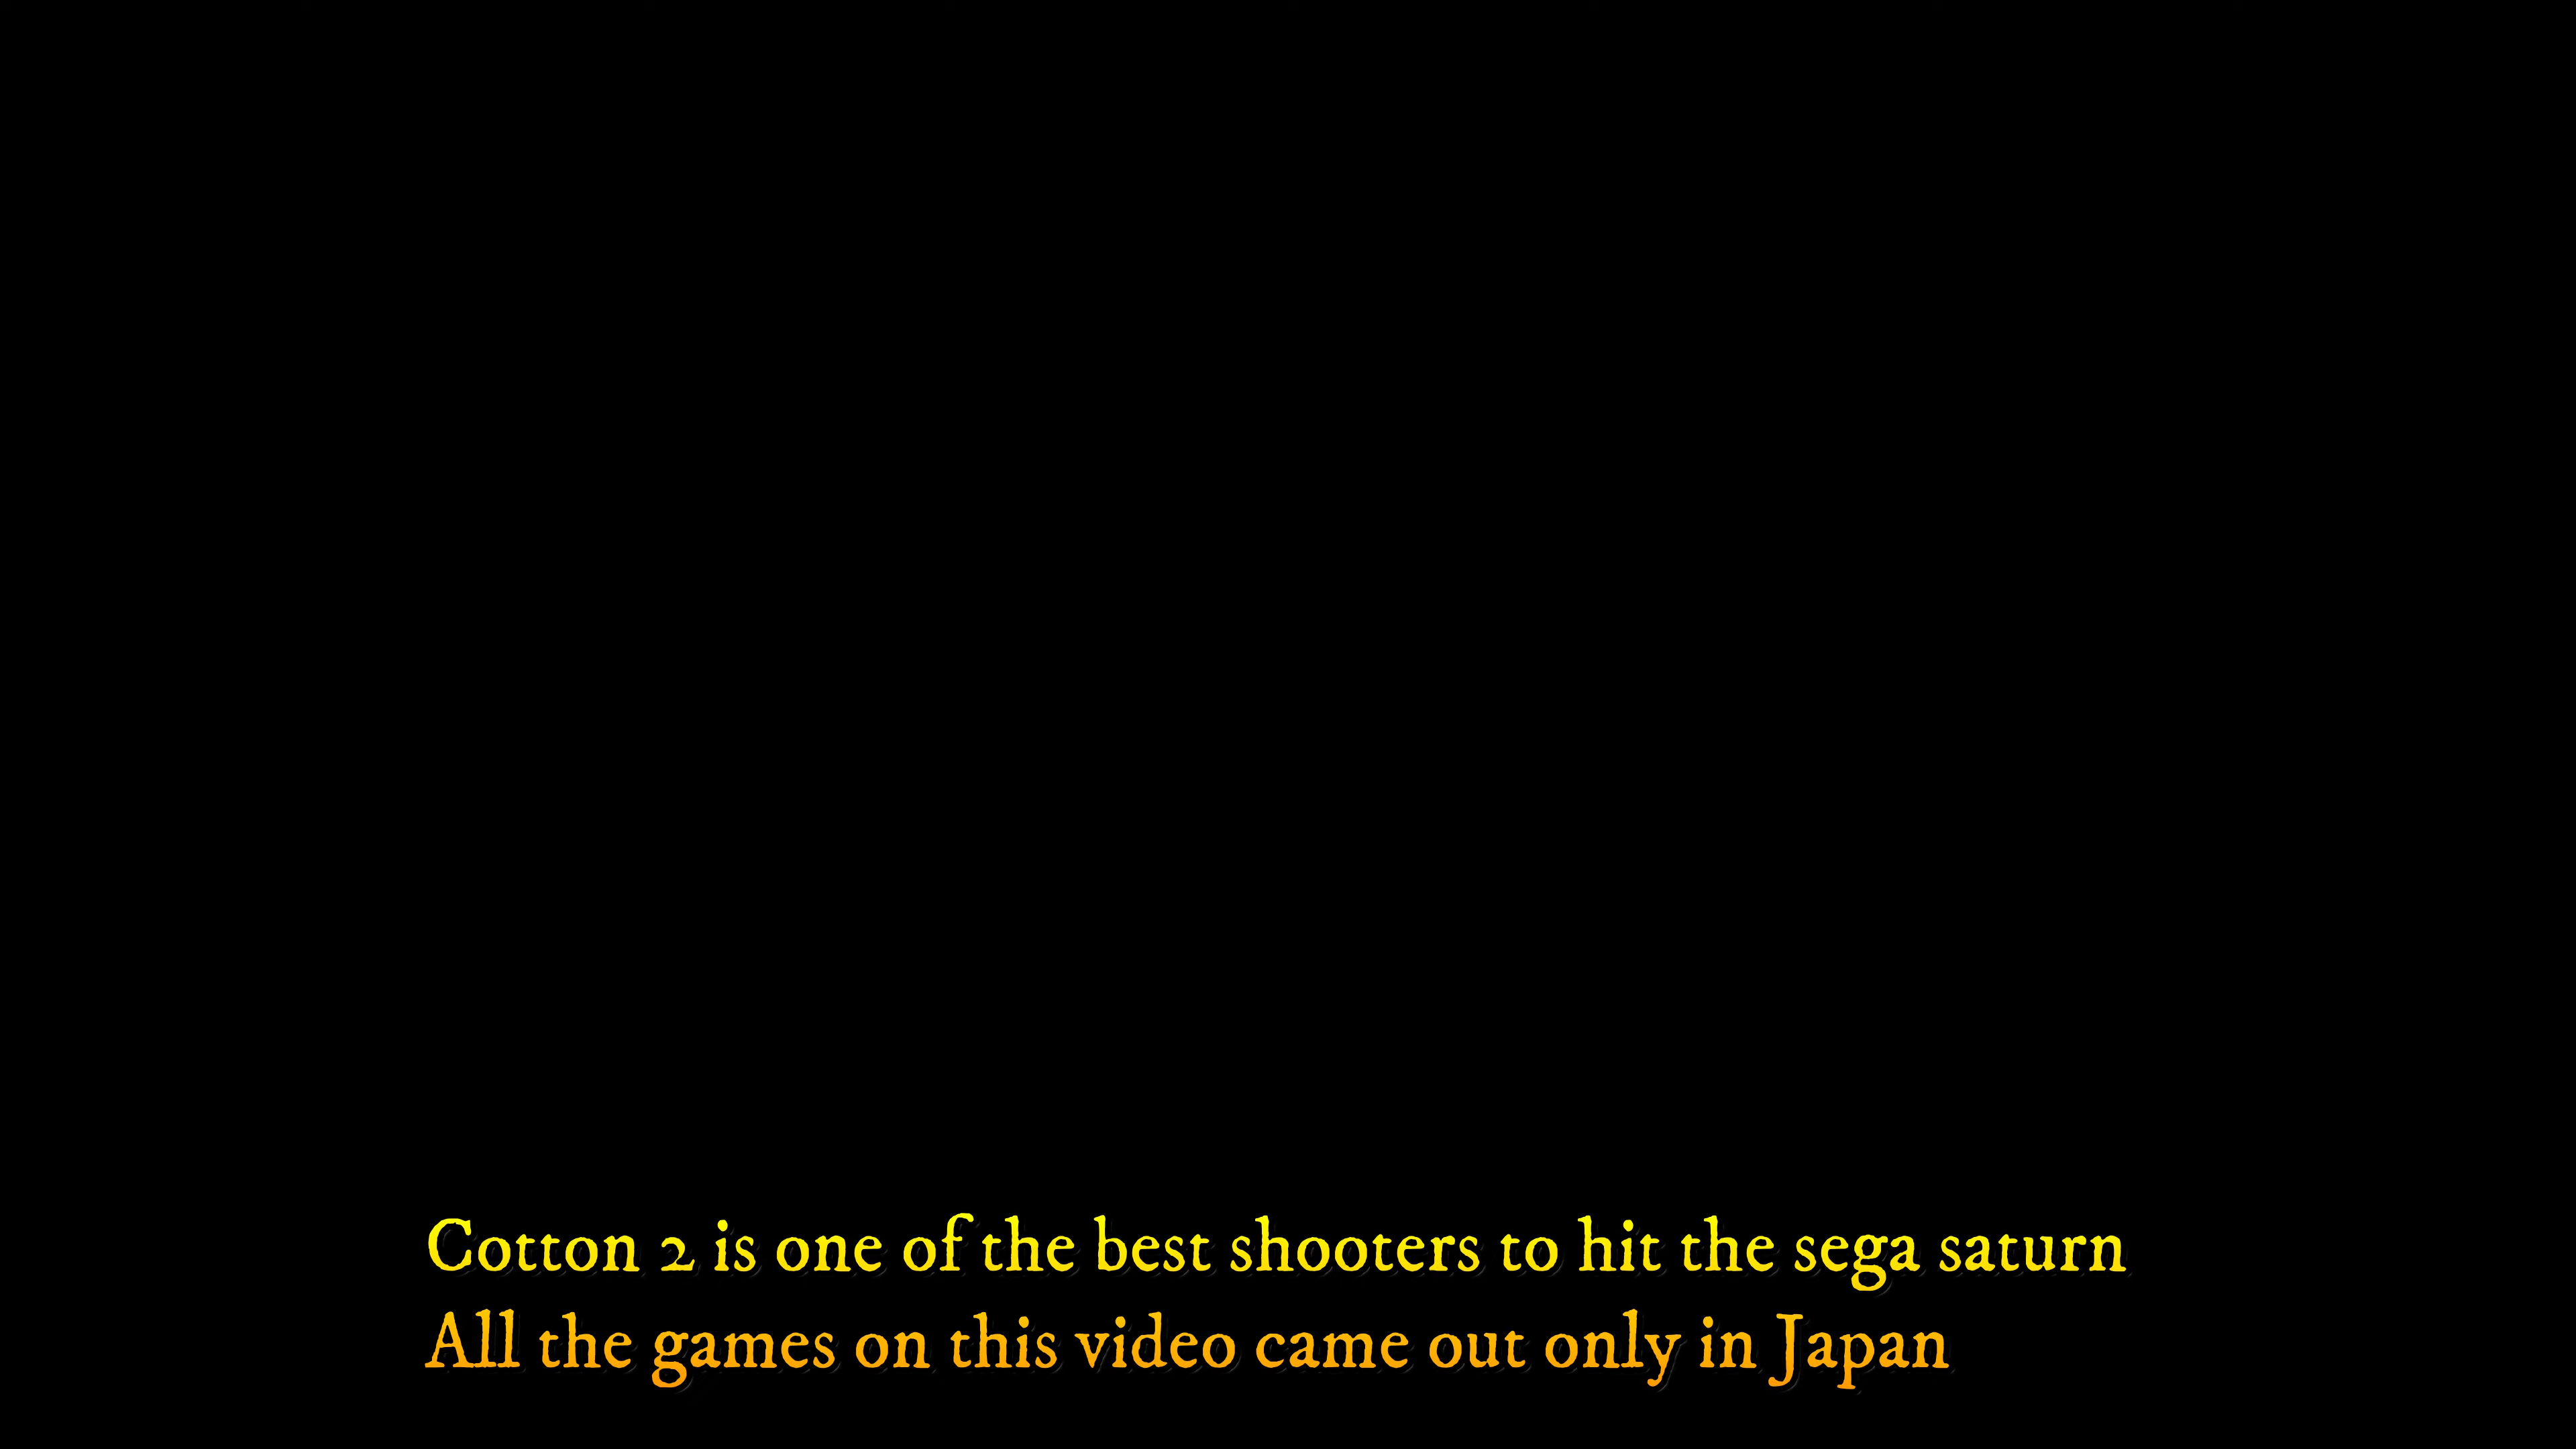 Cotton 2 is one of the best shooters to hit the sega saturn
All the games on this video came out only in Japan